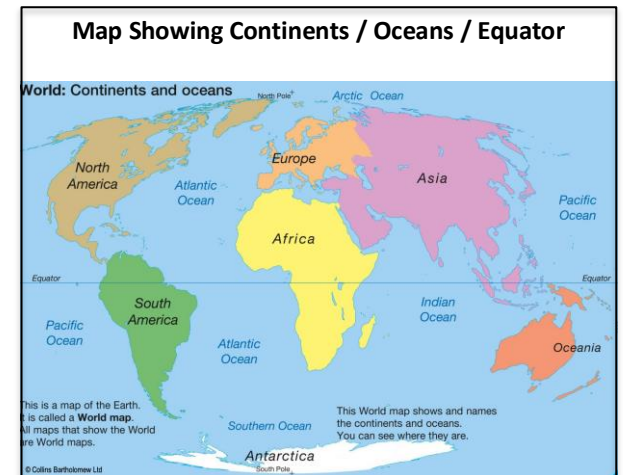 Map Showing Continents / Oceans / Equator
World: Continents and oceans
North Pole
Arctic Ocean
North
America
Atlantic
Ocean
Europe
Asia
Pacific
Ocean
Africa
Equator
Equator
South
America
Indian
Ocean
Pacific
Ocean
Atlantic
Ocean
Oceania
This is a map of the Earth.
It is called a World map.
All maps that show the World
are World maps.
This World map shows and names
the continents and oceans.
You can see where they are.
Southern Ocean
Antarctica
South Pole
© Collins Bartholomew Ltd